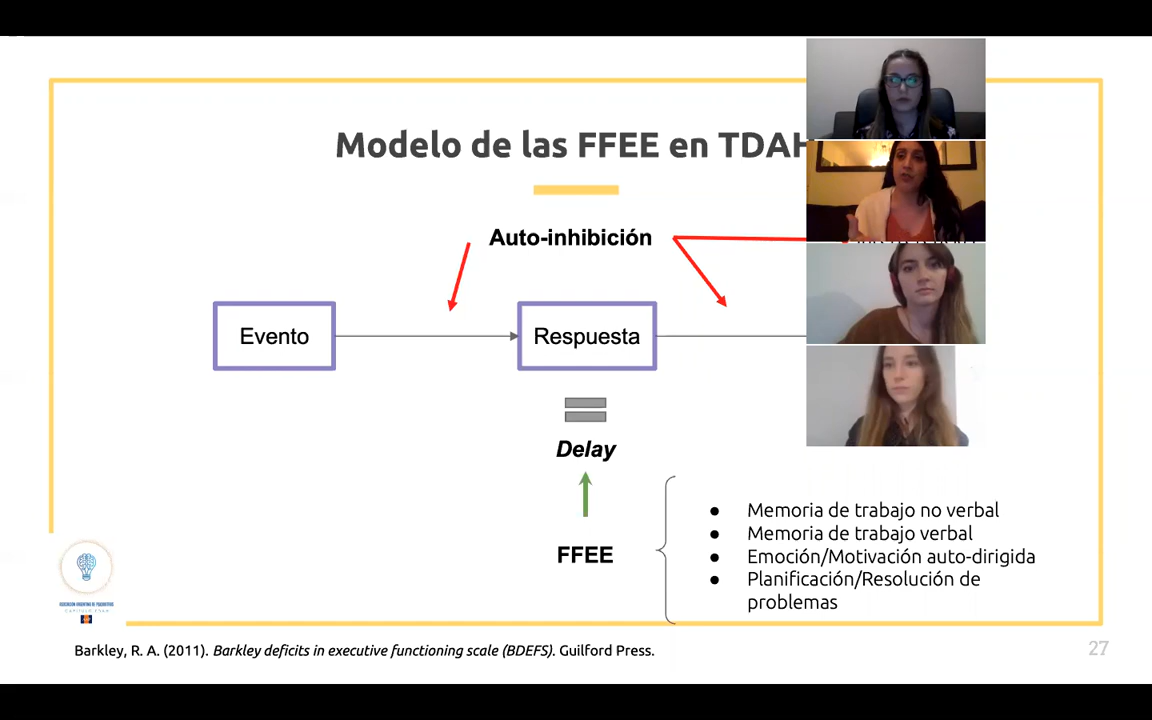 Modelo de las FFEE en TDAH
Auto-inhibición
Evento
Respuesta
Delay
FFEE
● Memoria de trabajo no verbal
● Memoria de trabajo verbal
● Emoción/Motivación auto-dirigida
● Planificación/Resolución de
problemas
Barkley, R. A. (2011). Barkley deficits in executive functioning scale (BDEFS). Guilford Press.
27